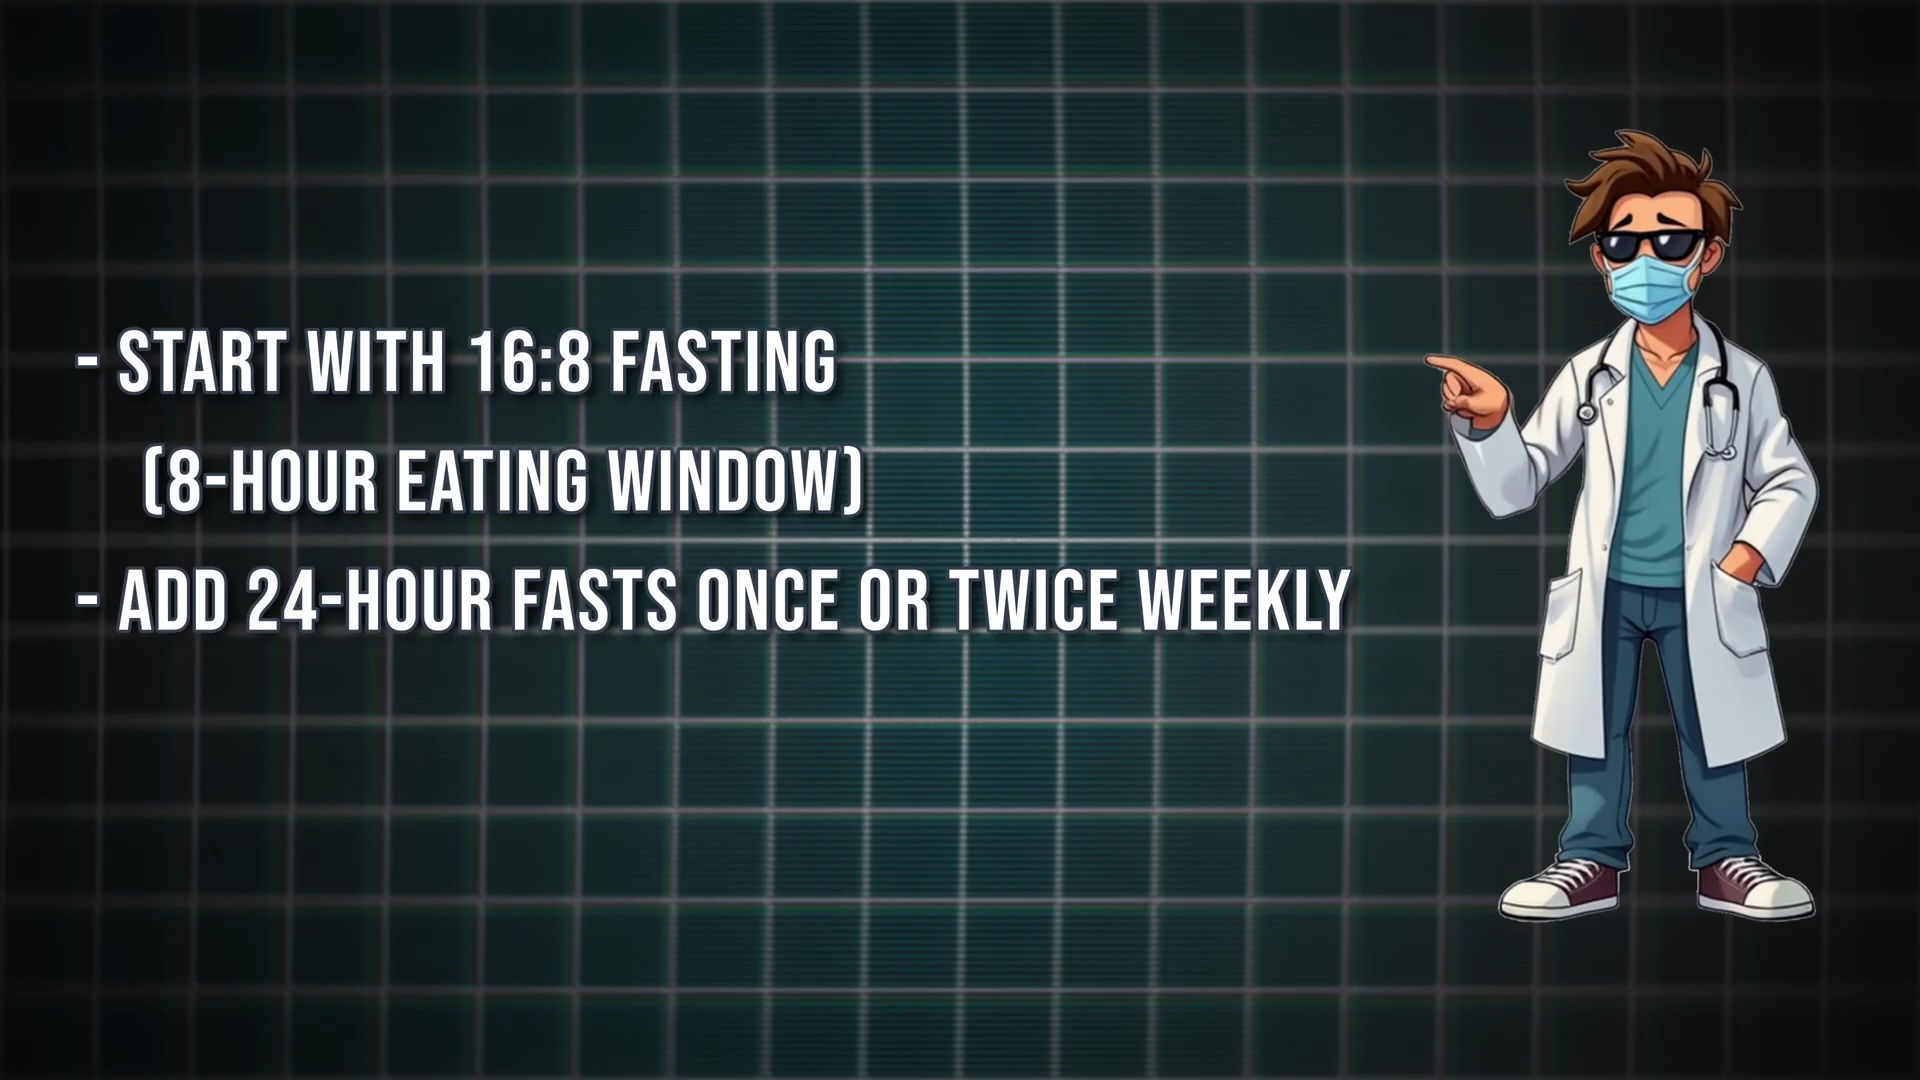 - START WITH 16:8 FASTING
(8-HOUR EATING WINDOW)
- ADD 24-HOUR FASTS ONCE OR TWICE WEEKLY